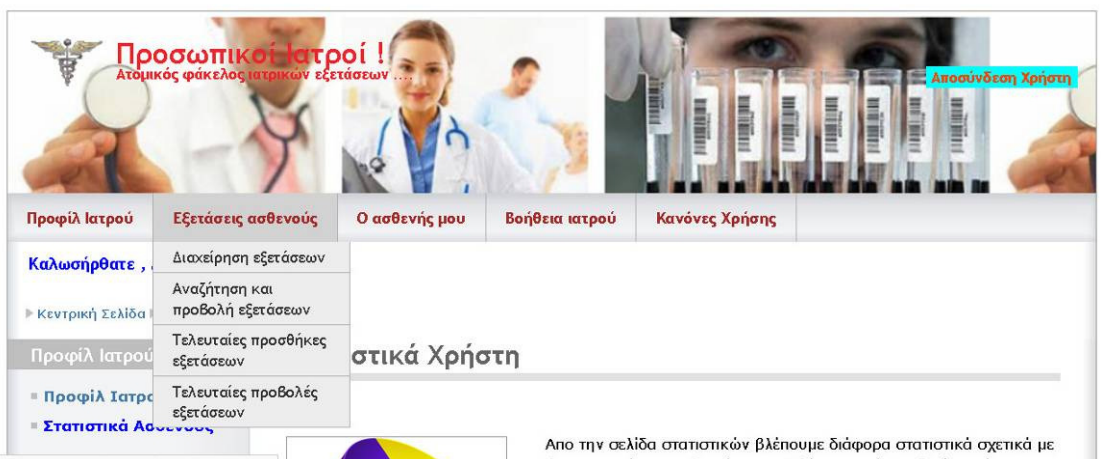 Προσωπικοί Ιατροί !
Ατομικός φάκελος ιατρικών εξετάσεων ....
Αποσύνδεση Χρήστη
Προφίλ Ιατρού Εξετάσεις ασθενούς Ο ασθενής μου Βοήθεια ιατρού Κανόνες Χρήσης
Καλωσήρθατε ,
Διαχείρηση εξετάσεων
Αναζήτηση και
προβολή εξετάσεων
Κεντρική Σελίδα
Τελευταίες προσθήκες
εξετάσεων
Προφίλ Ιατρού
στικά Χρήστη
Τελευταίες προβολές
εξετάσεων
Προφίλ Ιατρο
Στατιστικά Ασθενούς
Απο την σελίδα στατιστικών βλέπουμε διάφορα στατιστικά σχετικά με